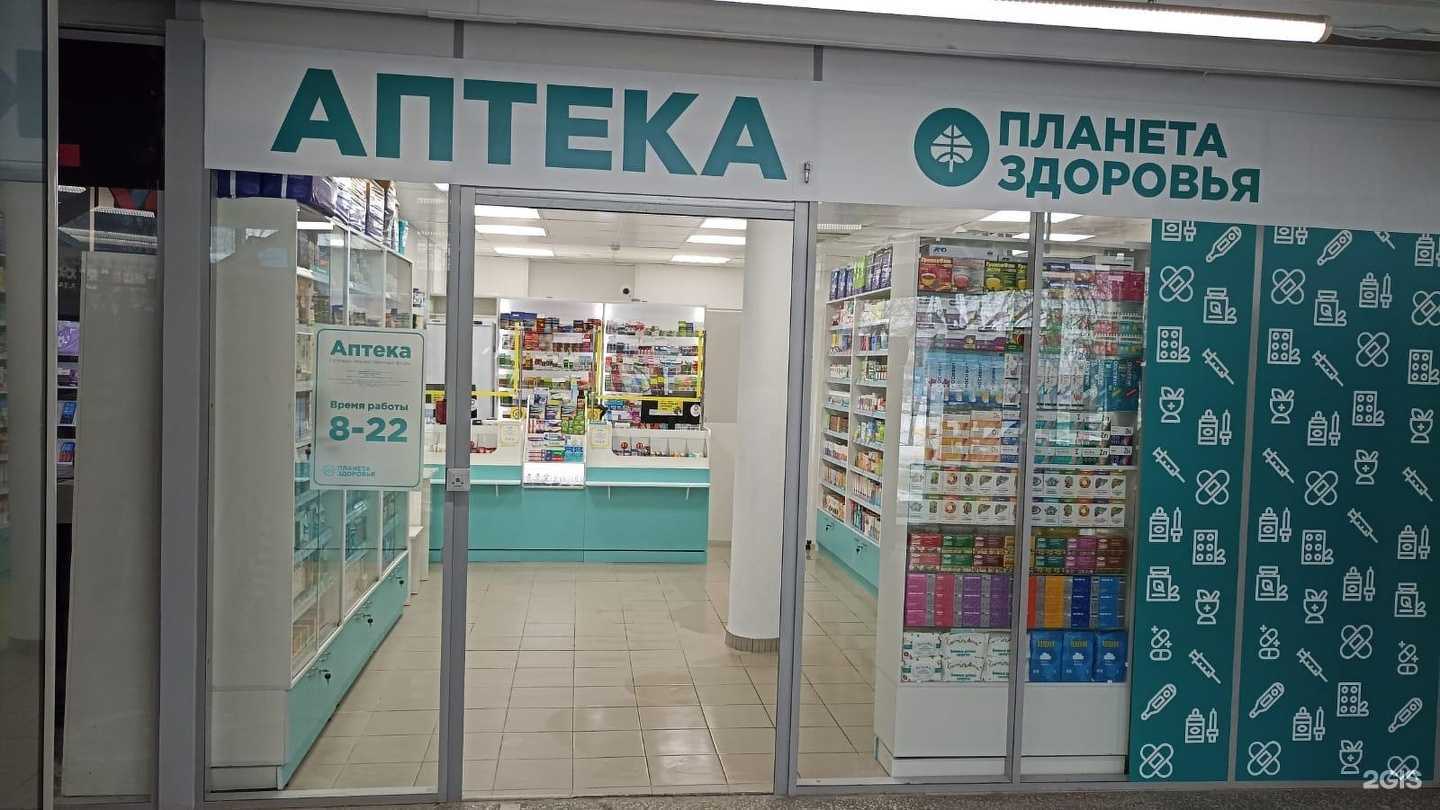 АПТЕКА
ПЛАНЕТА
ЗДОРОВЬЯ
Аптека
Время работы
8-22
ПЛАНЕТА
ЗДОРОВЬЯ
2GIS